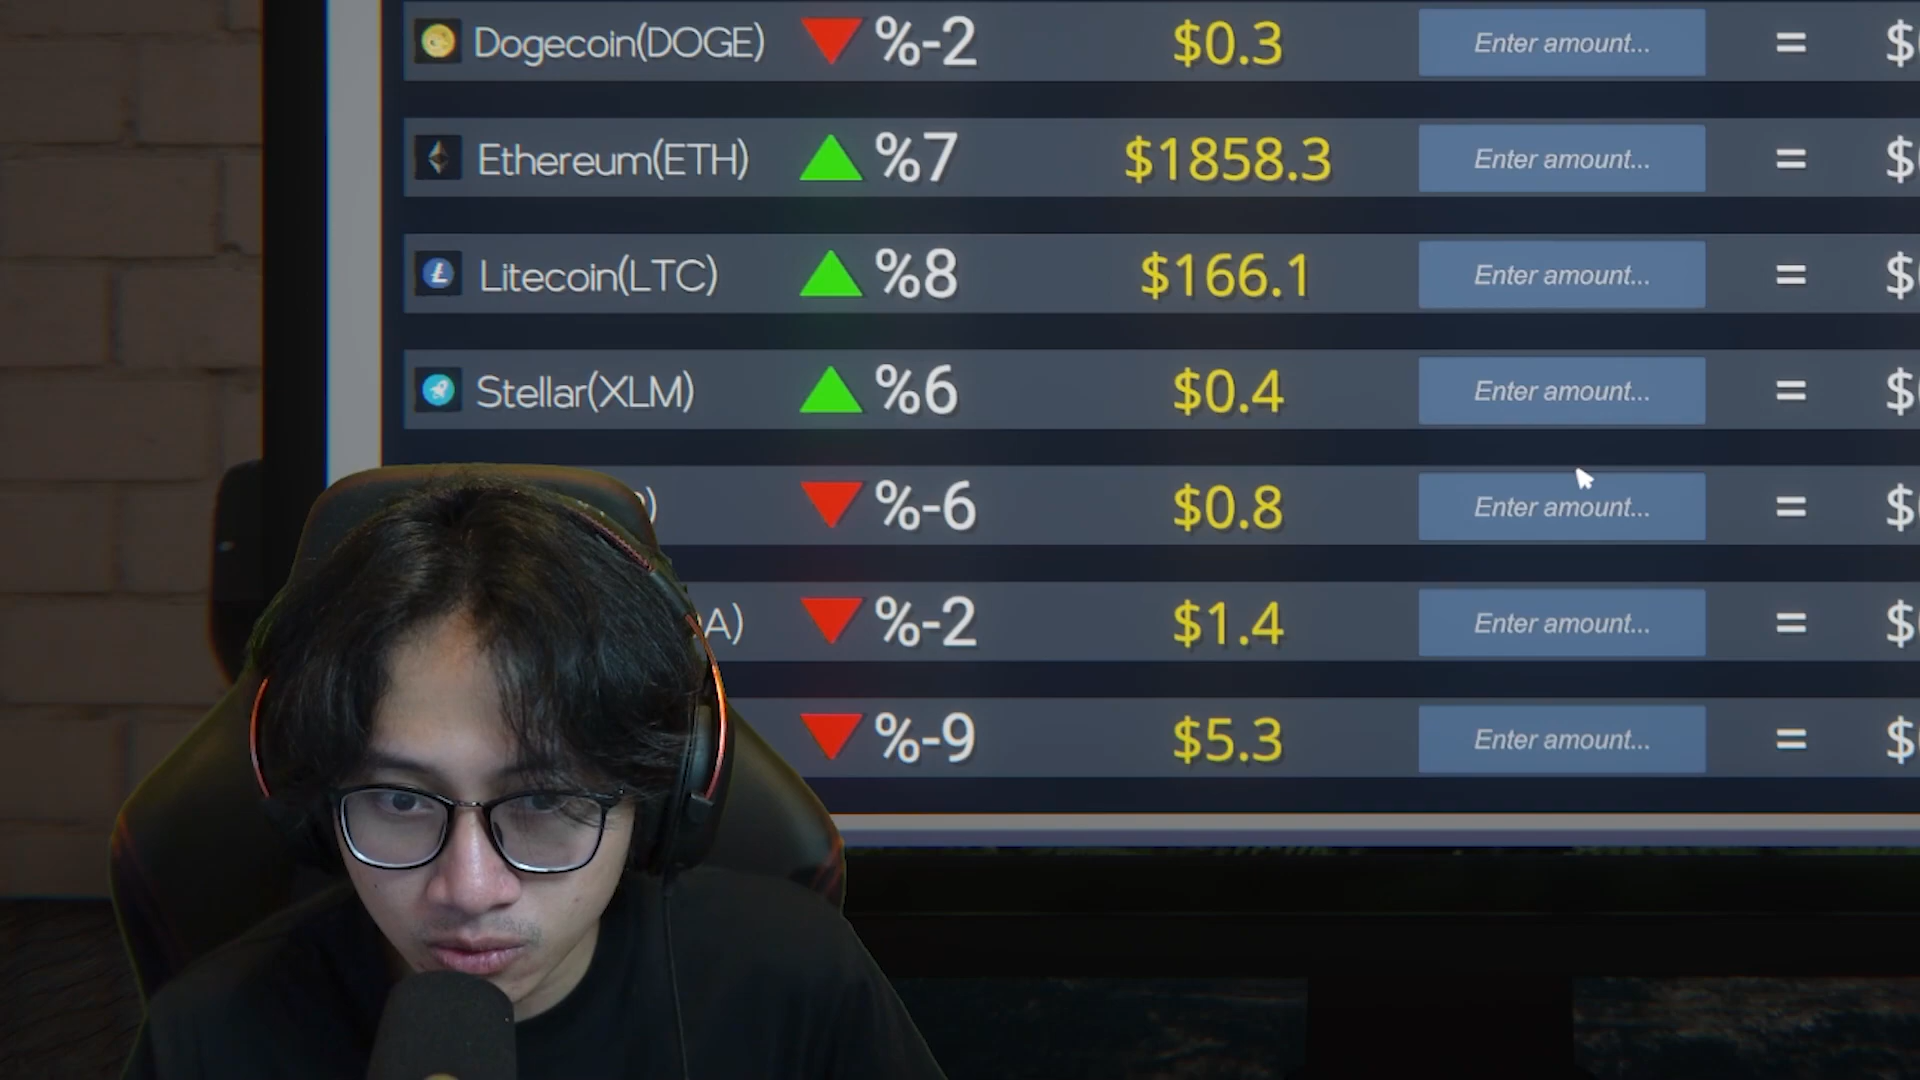 Dogecoin(DOGE) %-2 $0.3 Enter amount... = $
Ethereum(ETH) %7 $1858.3 Enter amount... = $
Litecoin(LTC) %8 $166.1 Enter amount... = $
Stellar(XLM) %6 $0.4 Enter amount... = $
) %-6 $0.8 Enter amount... = $
A) %-2 $1.4 Enter amount... = $
%-9 $5.3 Enter amount... = $